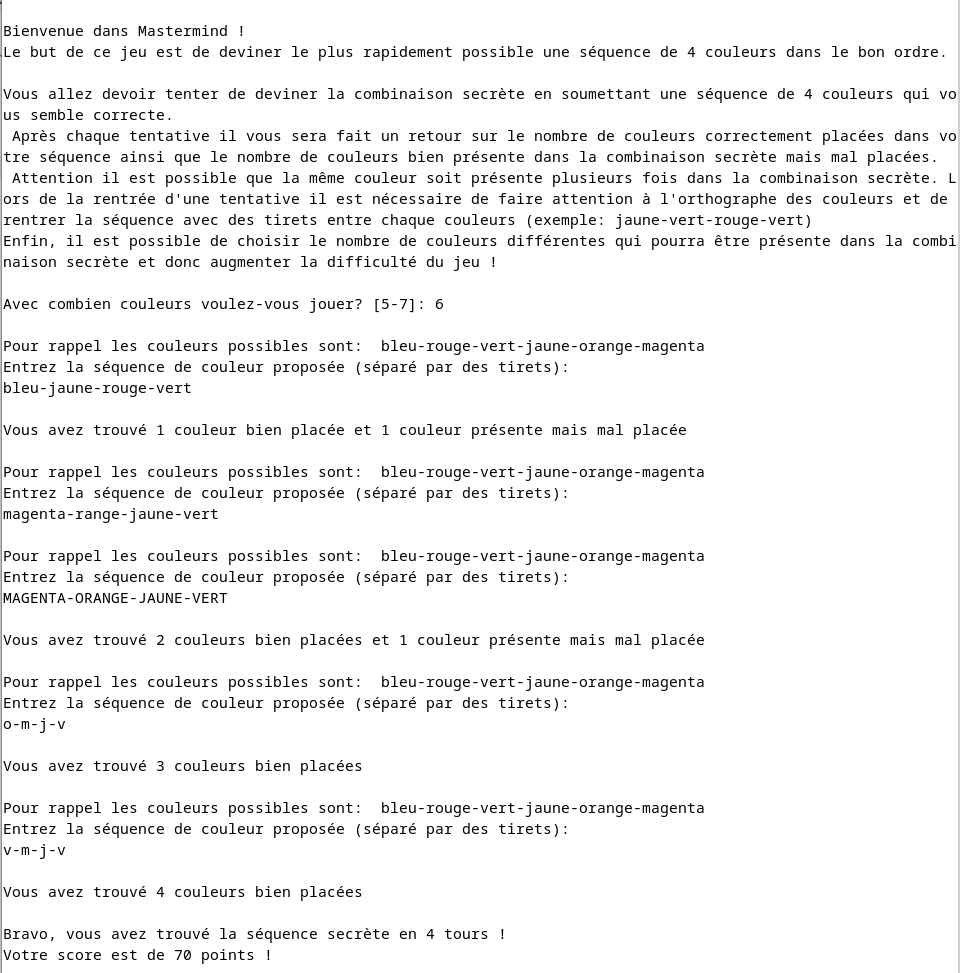 Bienvenue dans Mastermind !
Le but de ce jeu est de deviner le plus rapidement possible une séquence de 4 couleurs dans le bon ordre.
Vous allez devoir tenter de deviner la combinaison secrète en soumettant une séquence de 4 couleurs qui vo
us semble correcte.
Après chaque tentative il vous sera fait un retour sur le nombre de couleurs correctement placées dans vo
tre séquence ainsi que le nombre de couleurs bien présente dans la combinaison secrète mais mal placées.
Attention il est possible que la même couleur soit présente plusieurs fois dans la combinaison secrète. L
ors de la rentrée d'une tentative il est nécessaire de faire attention à l'orthographe des couleurs et de
rentrer la séquence avec des tirets entre chaque couleurs (exemple: jaune-vert-rouge-vert)
Enfin, il est possible de choisir le nombre de couleurs différentes qui pourra être présente dans la combi
naison secrète et donc augmenter la difficulté du jeu !
Avec combien couleurs voulez-vous jouer? [5-7]: 6
Pour rappel les couleurs possibles sont:  bleu-rouge-vert-jaune-orange-magenta
Entrez la séquence de couleur proposée (séparé par des tirets):
bleu-jaune-rouge-vert
Vous avez trouvé 1 couleur bien placée et 1 couleur présente mais mal placée
Pour rappel les couleurs possibles sont:  bleu-rouge-vert-jaune-orange-magenta
Entrez la séquence de couleur proposée (séparé par des tirets):
magenta-range-jaune-vert
Pour rappel les couleurs possibles sont:  bleu-rouge-vert-jaune-orange-magenta
Entrez la séquence de couleur proposée (séparé par des tirets):
MAGENTA-ORANGE-JAUNE-VERT
Vous avez trouvé 2 couleurs bien placées et 1 couleur présente mais mal placée
Pour rappel les couleurs possibles sont:  bleu-rouge-vert-jaune-orange-magenta
Entrez la séquence de couleur proposée (séparé par des tirets):
o-m-j-v
Vous avez trouvé 3 couleurs bien placées
Pour rappel les couleurs possibles sont:  bleu-rouge-vert-jaune-orange-magenta
Entrez la séquence de couleur proposée (séparé par des tirets):
v-m-j-v
Vous avez trouvé 4 couleurs bien placées
Bravo, vous avez trouvé la séquence secrète en 4 tours !
Votre score est de 70 points !